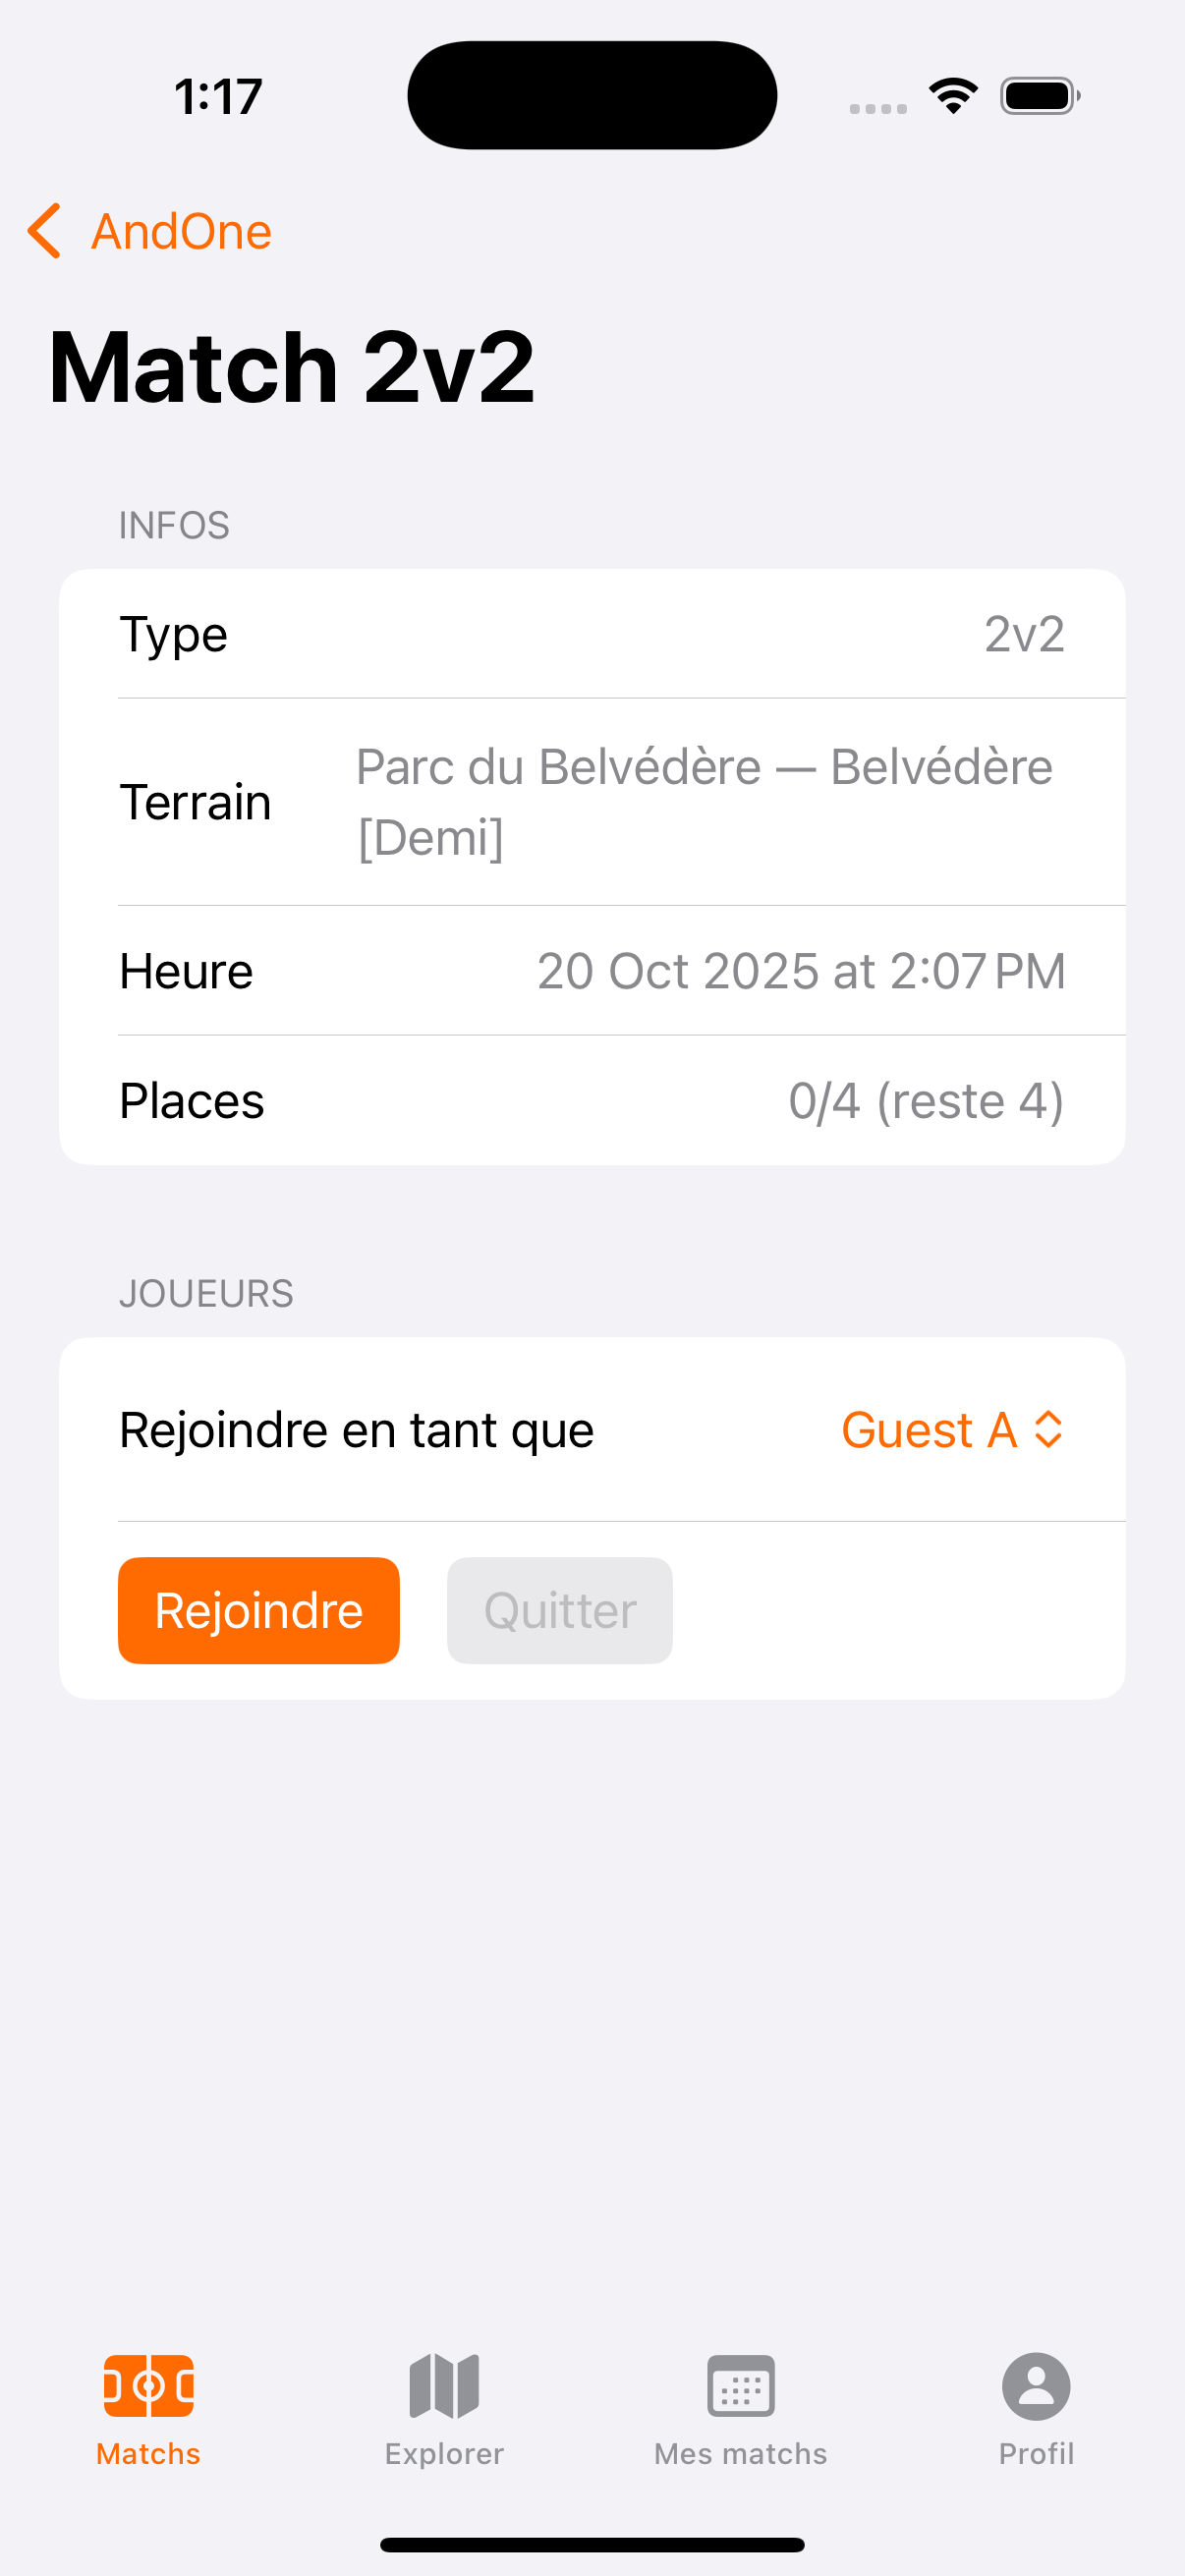 1:17
AndOne
Match 2v2
INFOS
Type 2v2
Terrain Parc du Belvédère — Belvédère
[Demi]
Heure 20 Oct 2025 at 2:07 PM
Places 0/4 (reste 4)
JOUEURS
Rejoindre en tant que Guest A
Rejoindre Quitter
Matchs Explorer Mes matchs Profil